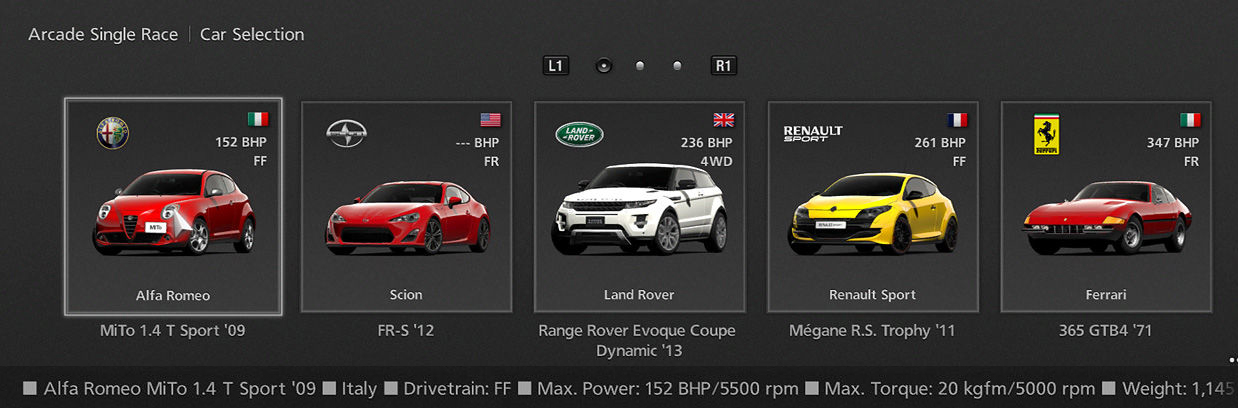 Arcade Single Race | Car Selection
L1 R1
152 BHP
FF
--- BHP
FR
LAND-
ROVER
236 BHP
4WD
RENAULT
SPORT
261 BHP
FF
Ferrari
347 BHP
FR
MiTo
Alfa Romeo
Scion
Land Rover
Renault Sport
Ferrari
MiTo 1.4 T Sport '09
FR-S '12
Range Rover Evoque Coupe
Dynamic '13
Mégane R.S. Trophy '11
365 GTB4 '71
■ Alfa Romeo MiTo 1.4 T Sport '09 ■ Italy ■ Drivetrain: FF ■ Max. Power: 152 BHP/5500 rpm ■ Max. Torque: 20 kgfm/5000 rpm ■ Weight: 1,145